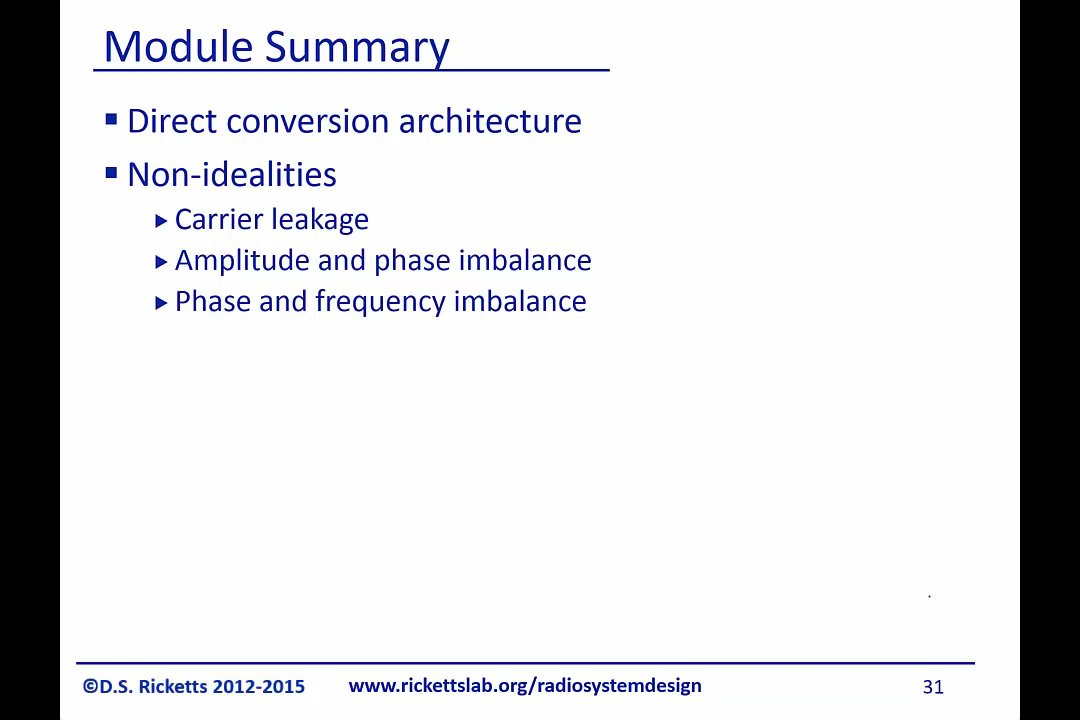 Module Summary
▪ Direct conversion architecture
▪ Non-idealities
▸ Carrier leakage
▸ Amplitude and phase imbalance
▸ Phase and frequency imbalance
©D.S. Ricketts 2012-2015 www.rickettslab.org/radiosystemdesign 31